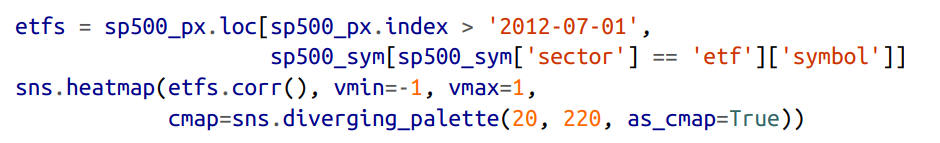 etfs = sp500_px.loc[sp500_px.index > '2012-07-01',
                    sp500_sym[sp500_sym['sector'] == 'etf']['symbol']]
sns.heatmap(etfs.corr(), vmin=-1, vmax=1,
            cmap=sns.diverging_palette(20, 220, as_cmap=True))